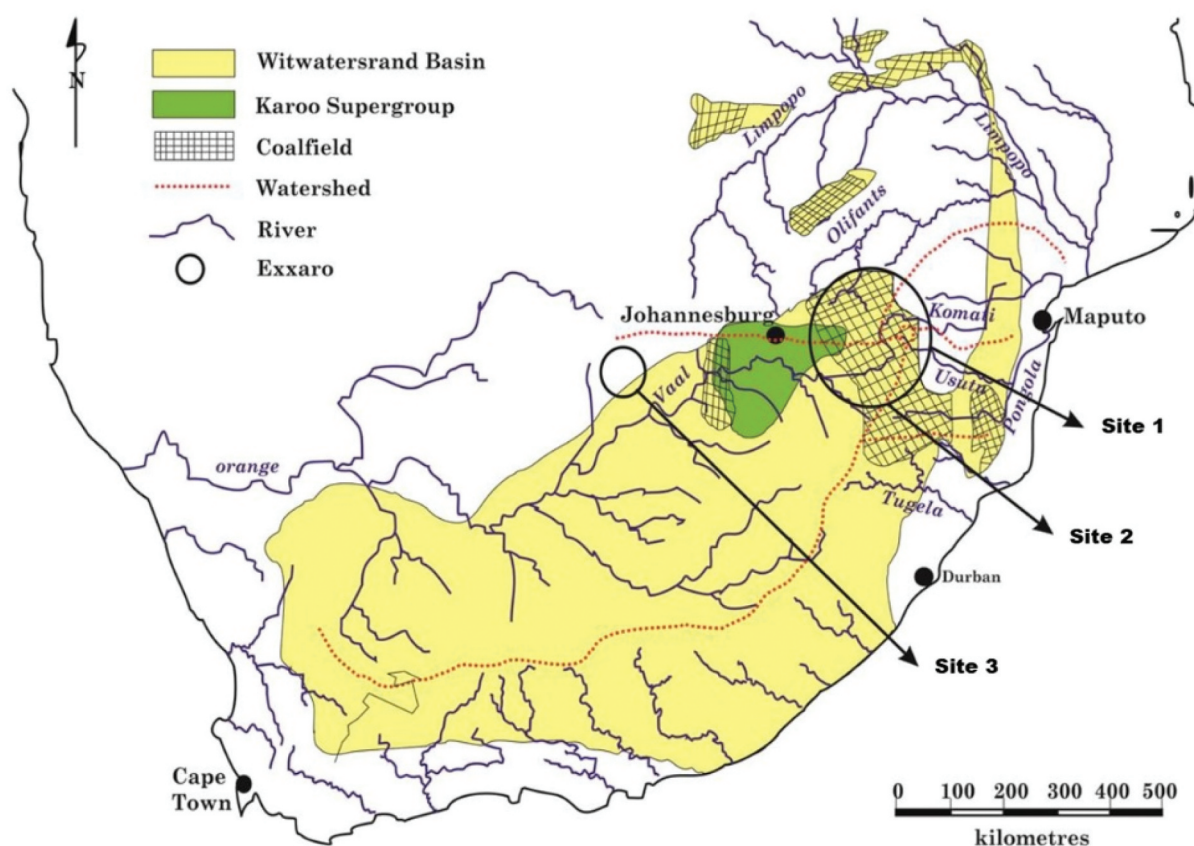 N
Witwatersrand Basin
Karoo Supergroup
Coalfield
Watershed
River
Exxaro
Limpopo
Limpopo
Olifants
Johannesburg
Komati
Maputo
Vaal
Usuta
Pongola
Site 1
orange
Tugela
Site 2
Durban
Site 3
Cape
Town
0 100 200 300 400 500
kilometres